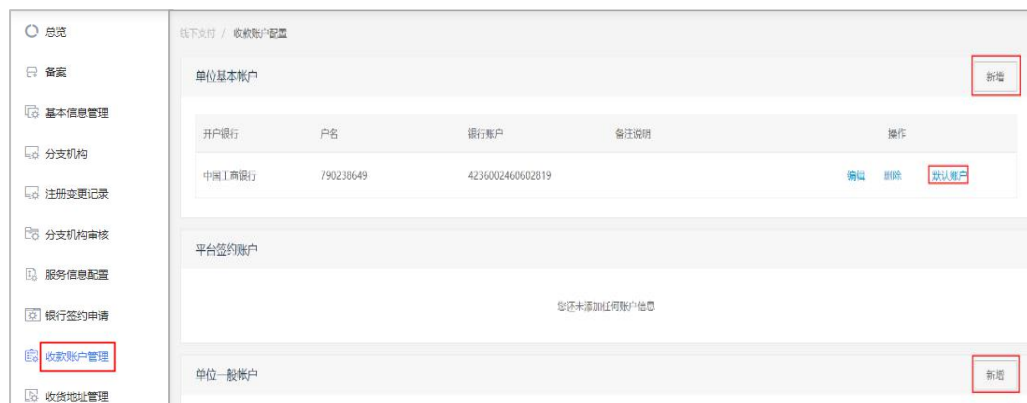 总览
备案
基本信息管理
分支机构
注册变更记录
分支机构审核
服务信息配置
银行签约申请
收款账户管理
收货地址管理
线下支付 / 收款账户配置
单位基本帐户
新增
开户银行 户名 银行账户 备注说明 操作
中国工商银行 790238649 4236002460602819 编辑 删除 默认账户
平台签约账户
您还未添加任何账户信息
单位一般帐户
新增